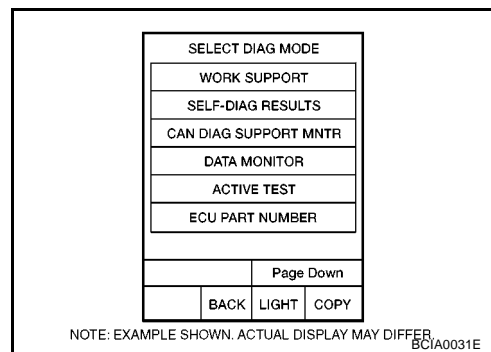 SELECT DIAG MODE
WORK SUPPORT
SELF-DIAG RESULTS
CAN DIAG SUPPORT MNTR
DATA MONITOR
ACTIVE TEST
ECU PART NUMBER
Page Down
BACK LIGHT COPY
NOTE: EXAMPLE SHOWN. ACTUAL DISPLAY MAY DIFFER.
BCIA0031E